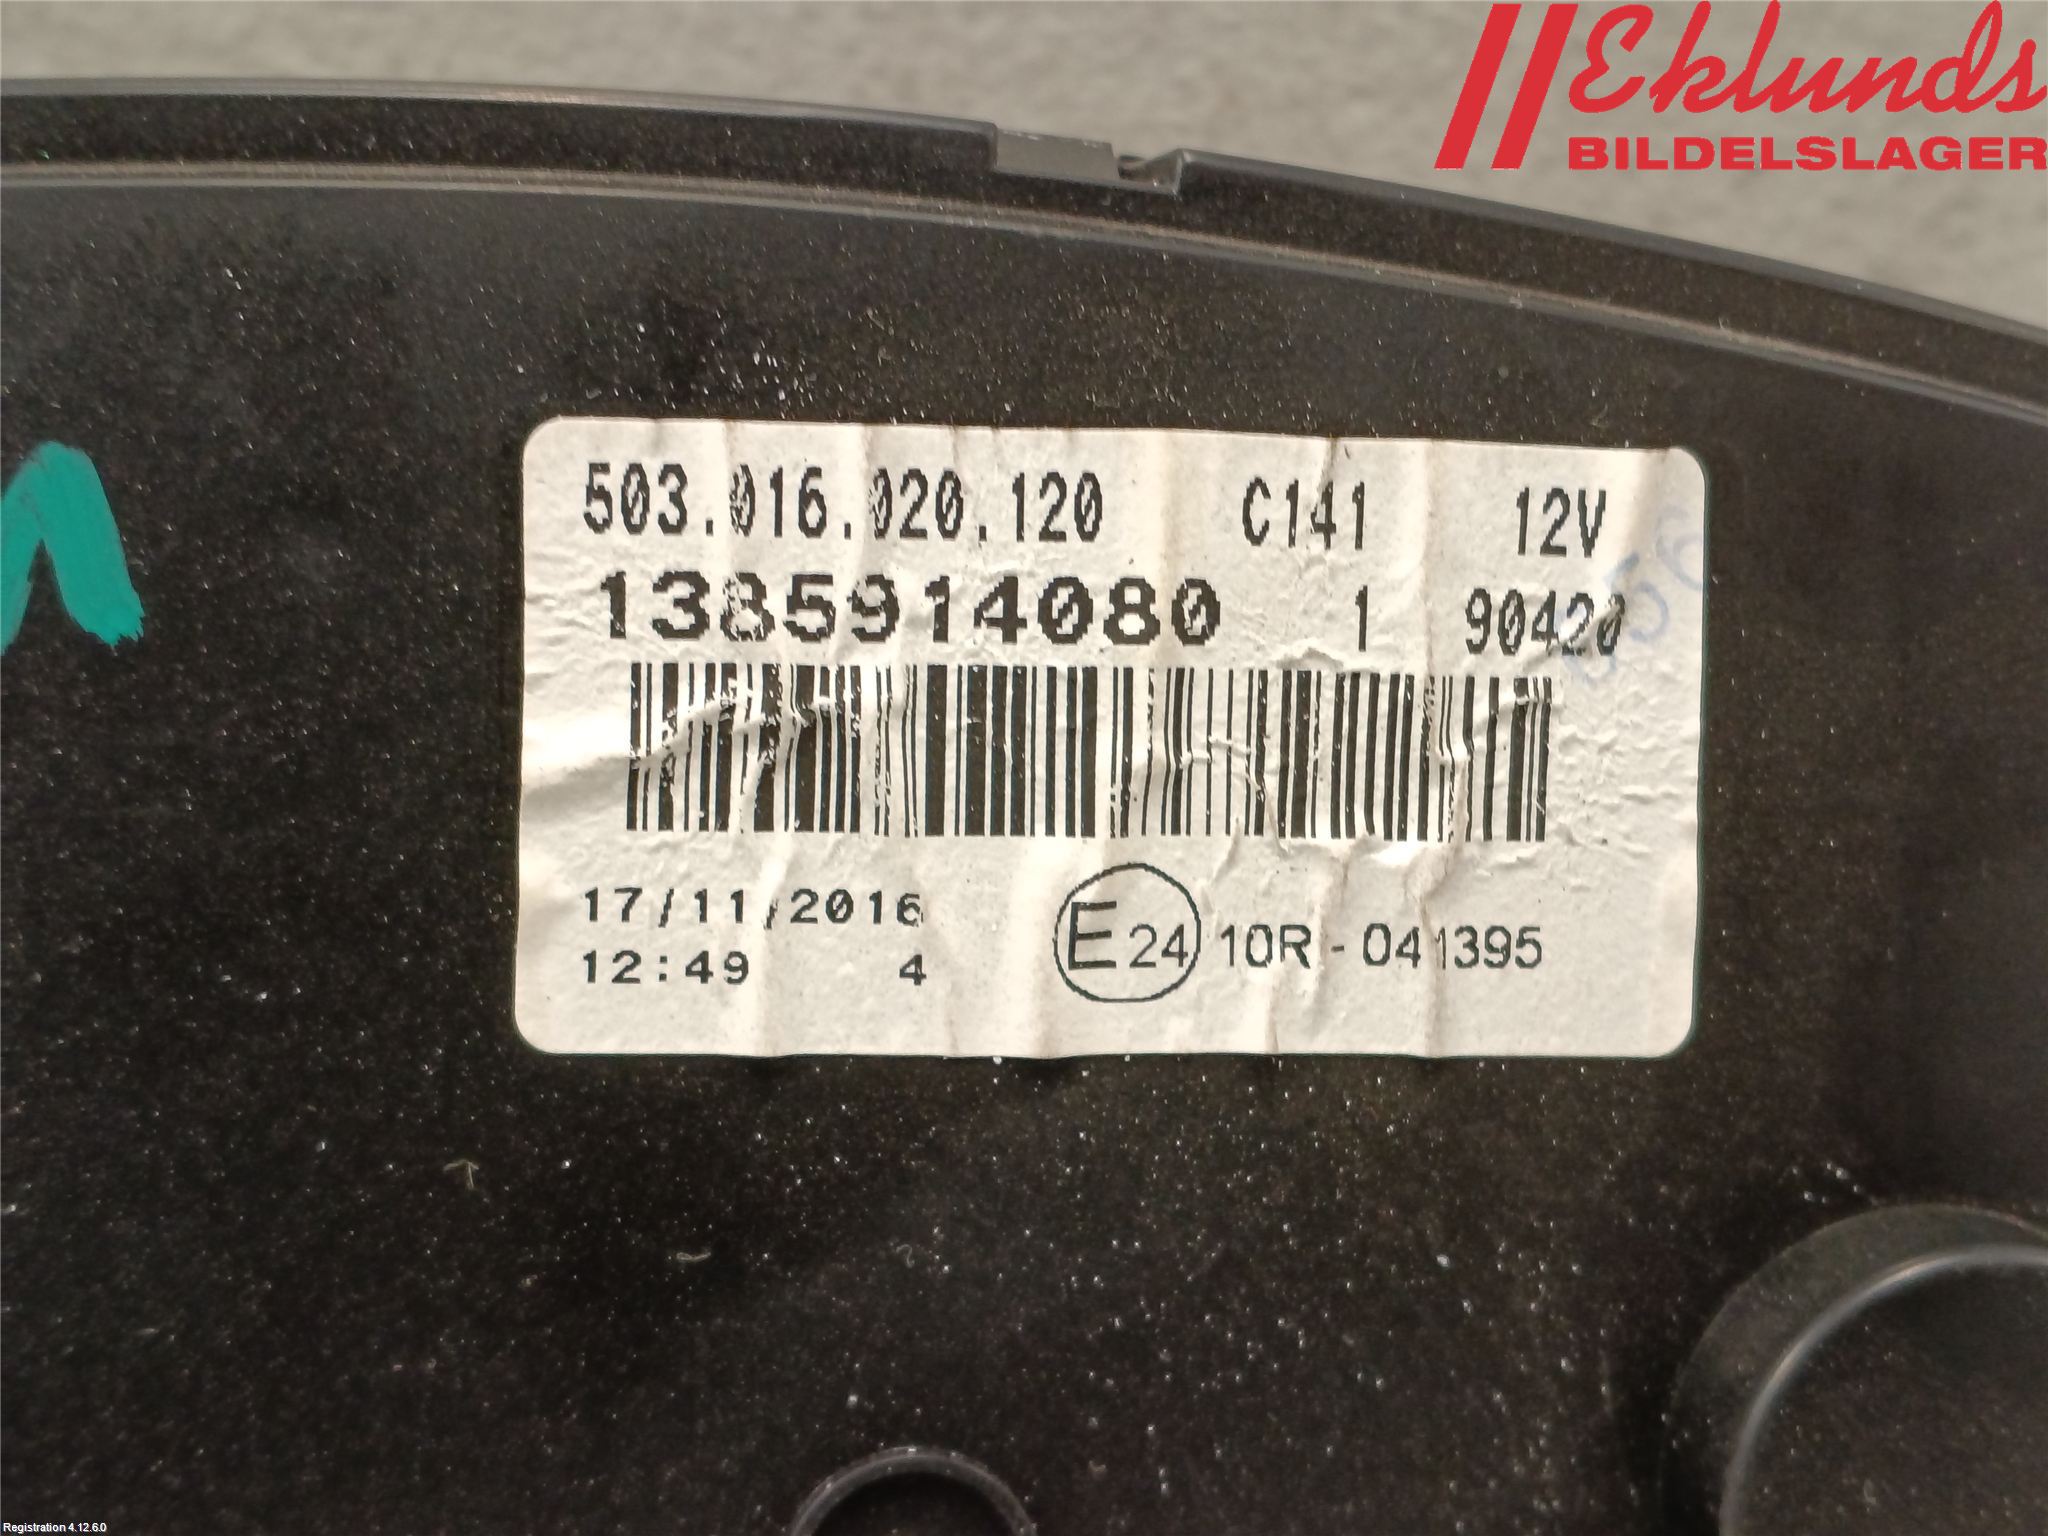 Eklunds
BILDELSLAGER
503.016.020.120 C141 12V
1385914080 1 90420
17/11/2016
12:49 4
E24 10R-041395
Registration 4.12.6.0